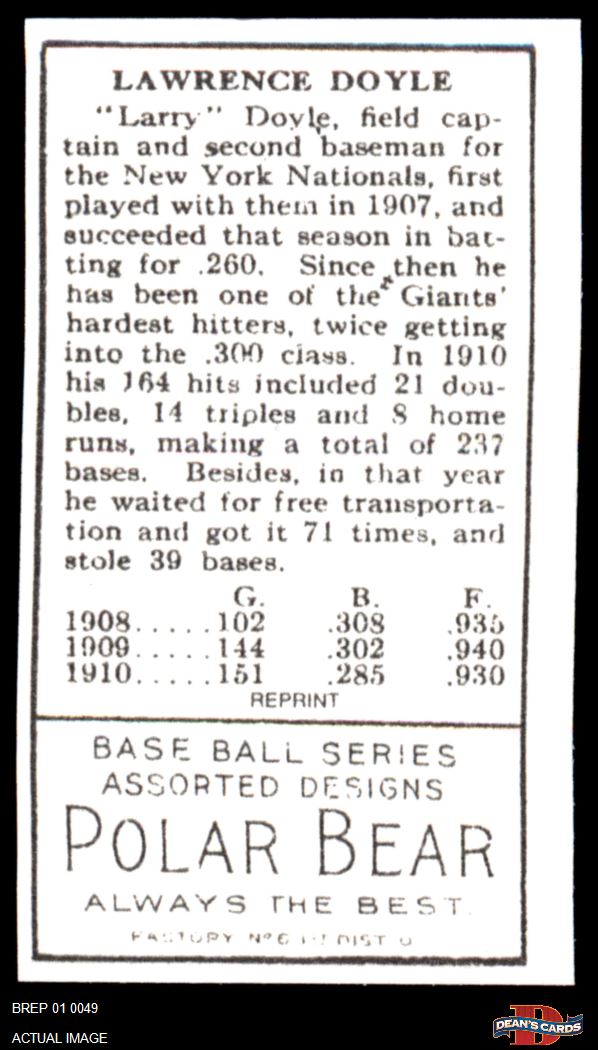 LAWRENCE DOYLE
"Larry" Doyle, field cap-
tain and second baseman for
the New York Nationals, first
played with them in 1907, and
succeeded that season in bat-
ting for .260. Since then he
has been one of the Giants'
hardest hitters, twice getting
into the .300 class. In 1910
his 164 hits included 21 dou-
bles, 14 triples and 8 home
runs, making a total of 237
bases. Besides, in that year
he waited for free transporta-
tion and got it 71 times, and
stole 39 bases.
G. B. F.
1908.....102 .308 .935
1909.....144 .302 .940
1910.....151 .285 .930
REPRINT
BASE BALL SERIES
ASSORTED DESIGNS
POLAR BEAR
ALWAYS THE BEST.
FACTORY Nº 6 1ST DIST O
BREP 01 0049
ACTUAL IMAGE
D
DEAN'S CARDS